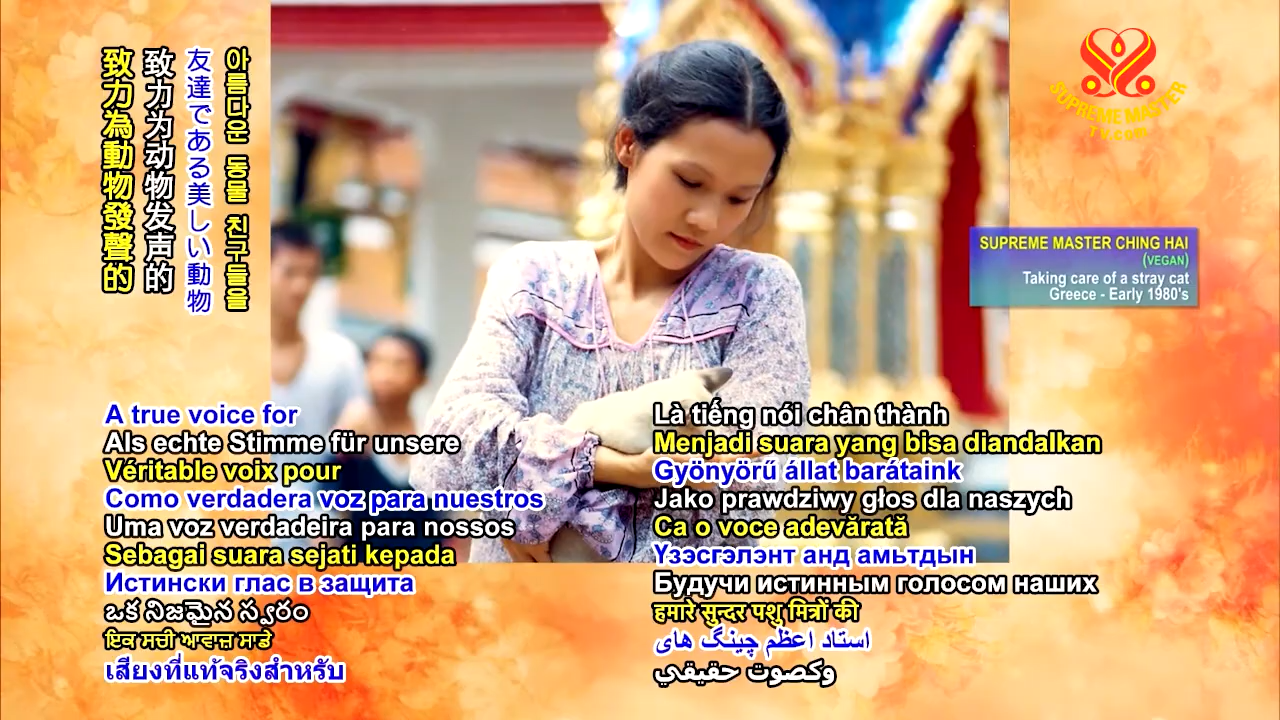 致力為動物發聲的
致力为动物发声的
友達である美しい動物
아름다운 동물 친구들을
SUPREME MASTER
TV.com
SUPREME MASTER CHING HAI
(VEGAN)
Taking care of a stray cat
Greece - Early 1980's
A true voice for
Als echte Stimme für unsere
Véritable voix pour
Como verdadera voz para nuestros
Uma voz verdadeira para nossos
Sebagai suara sejati kepada
Истински глас в защита
ఒక నిజమైన స్వరం
ਇਕ ਸਚੀ ਆਵਾਜ਼ ਸਾਡੇ
เสียงที่แท้จริงสำหรับ
Là tiếng nói chân thành
Menjadi suara yang bisa diandalkan
Gyönyörű állat barátaink
Jako prawdziwy głos dla naszych
Ca o voce adevărată
Үзэсгэлэнт анд амьтдын
Будучи истинным голосом наших
हमारे सुन्दर पशु मित्रों की
استاد اعظم چینگ های
وكصوت حقيقي